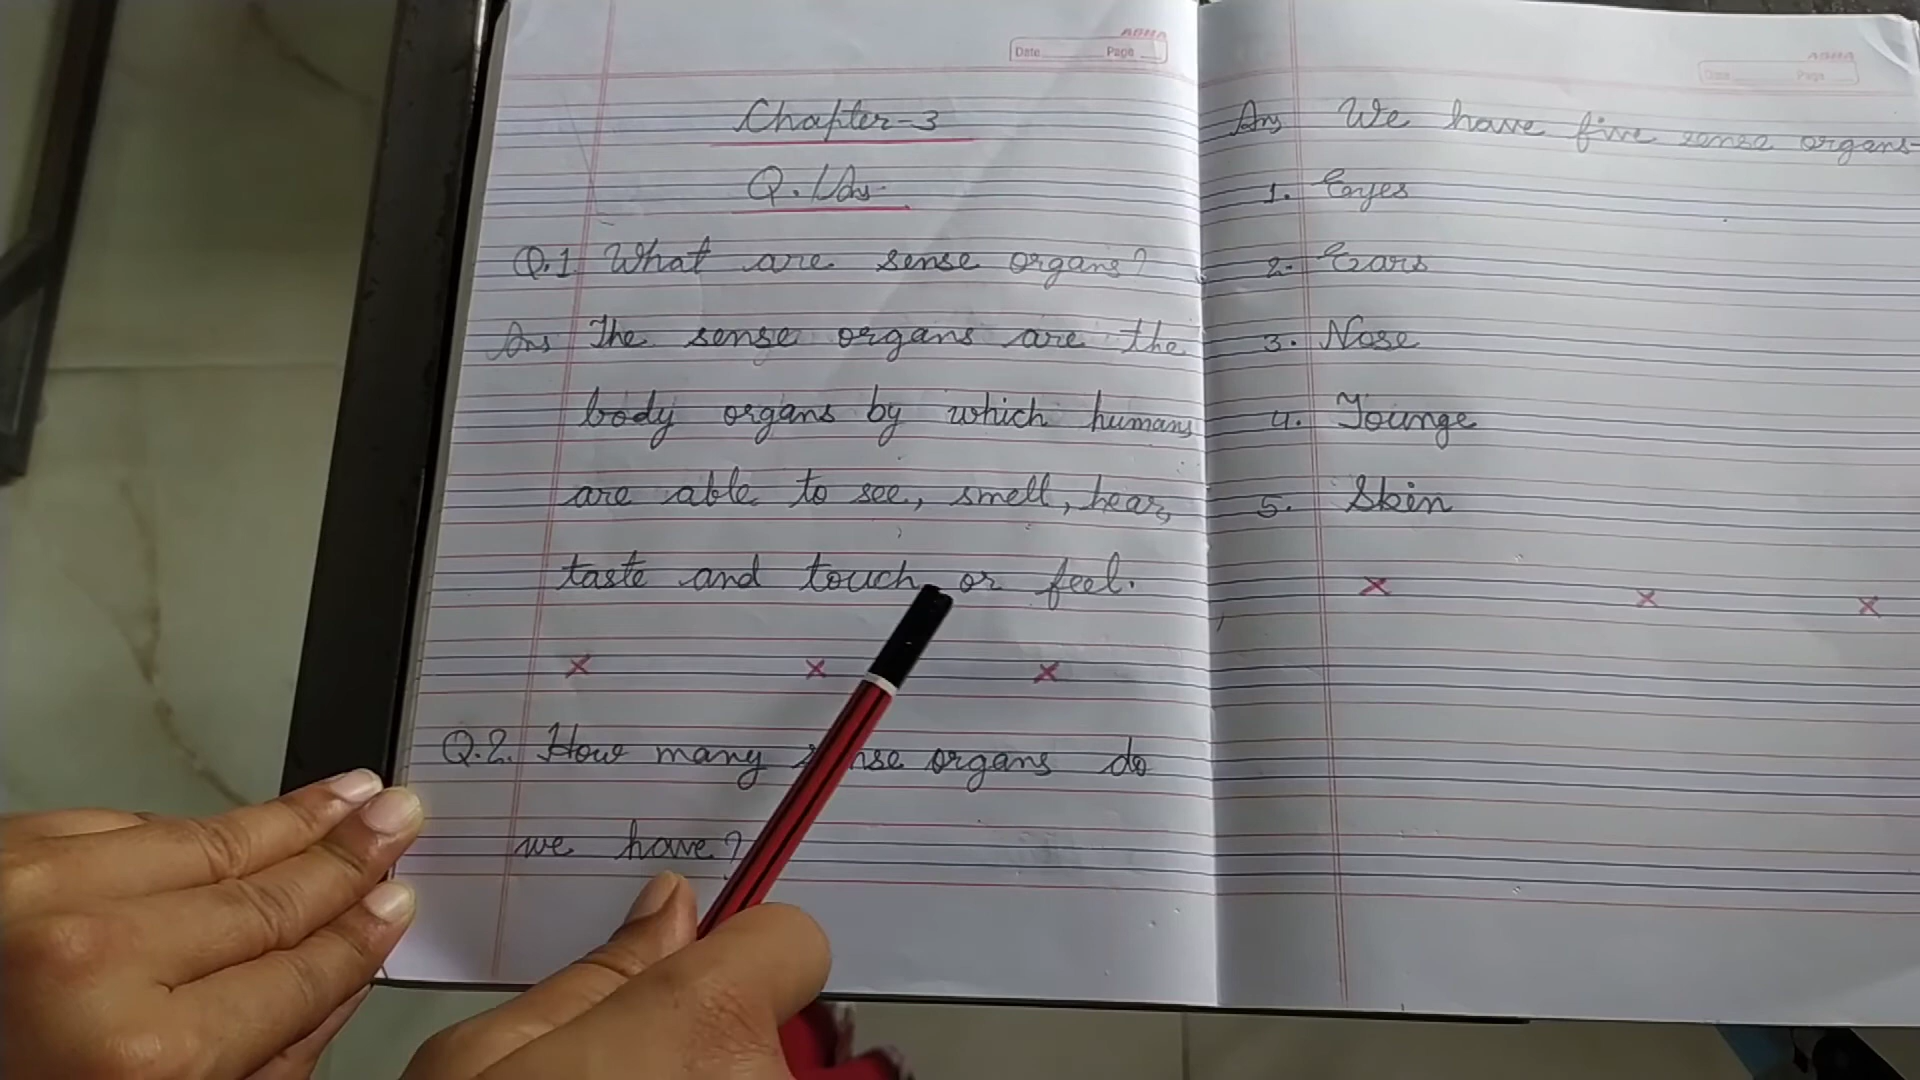 ABHA
Date Page
Chapter-3
Q./Ans.
Q.1 What are sense organs?
Ans The sense organs are the
body organs by which humans
are able to see, smell, hear,
taste and touch or feel.
x x x
Q.2. How many sense organs do
we have?
ABHA
Date Page
Ans We have five sense organs-
1. Eyes
2. Ears
3. Nose
4. Tounge
5. Skin
x x x